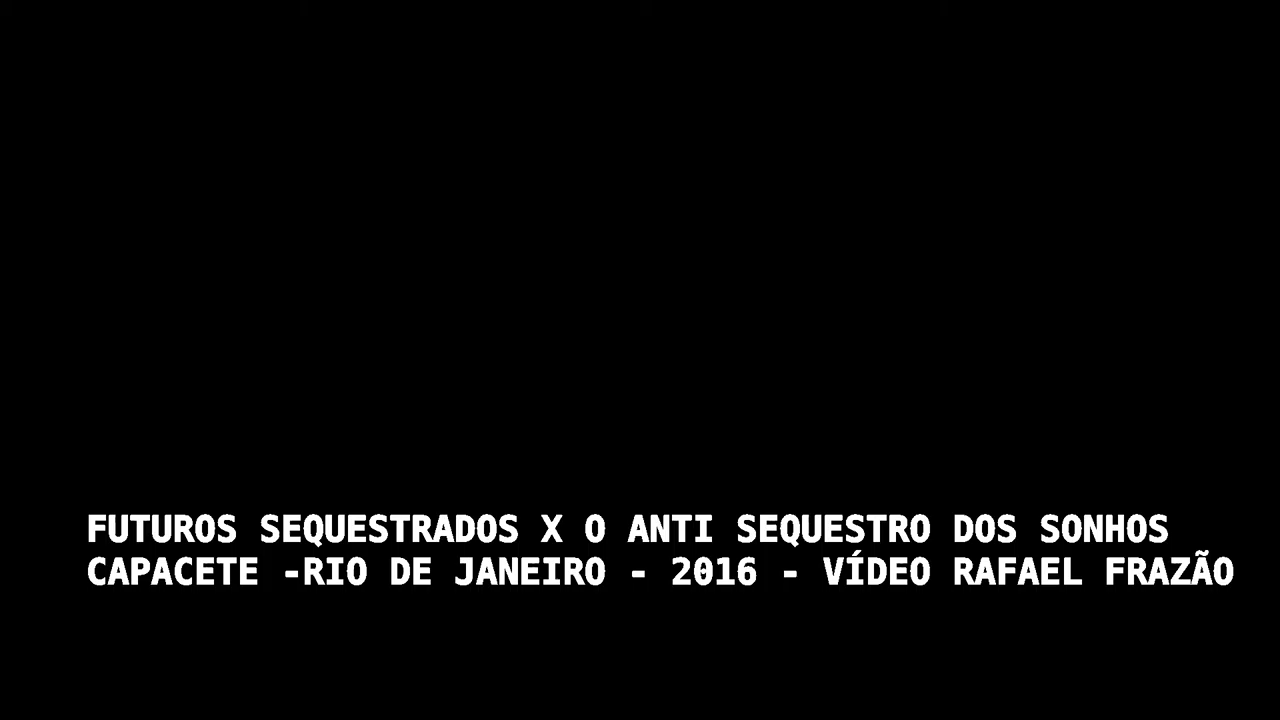 FUTUROS SEQUESTRADOS X O ANTI SEQUESTRO DOS SONHOS
CAPACETE -RIO DE JANEIRO - 2016 - VÍDEO RAFAEL FRAZÃO